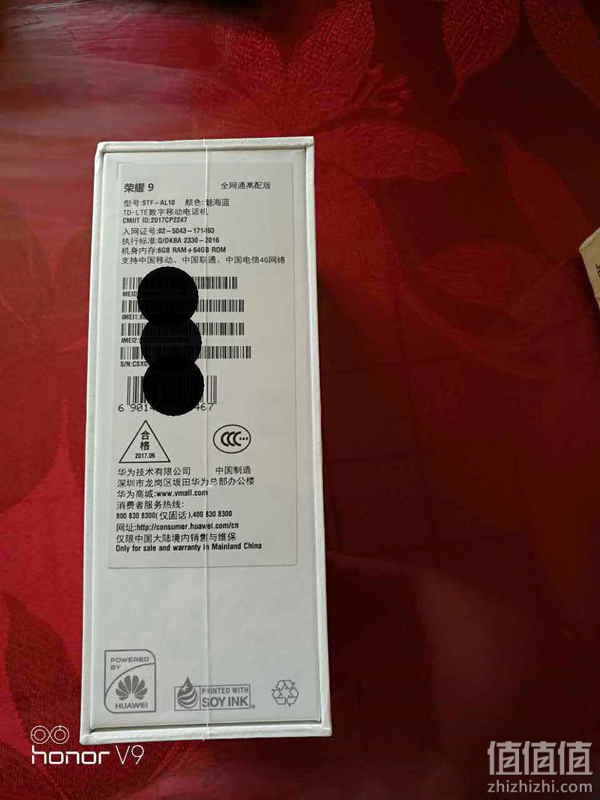 荣耀 9 全网通高配版
型号:STF-AL10 颜色:魅海蓝
TD-LTE数字移动电话机
CMIIT ID:2017CP2247
入网证号:02-5043-171463
执行标准:Q/DKBA 2330-2016
机身内存:6GB RAM+64GB ROM
支持中国移动、中国联通、中国电信4G网络
IMEI1:
IMEI2:
S/N:
合
格
2017.06
CCC
华为技术有限公司 中国制造
深圳市龙岗区坂田华为总部办公楼
华为商城:www.vmall.com
消费者服务热线:
800 830 8300(仅固话),400 830 8300
网址:http://consumer.huawei.com/cn
仅限中国大陆境内销售与维保
Only for sale and warranty in Mainland China
POWERED
BY
HUAWEI
PRINTED WITH
SOY INK
honor V9
值值值
zhizhizhi.com